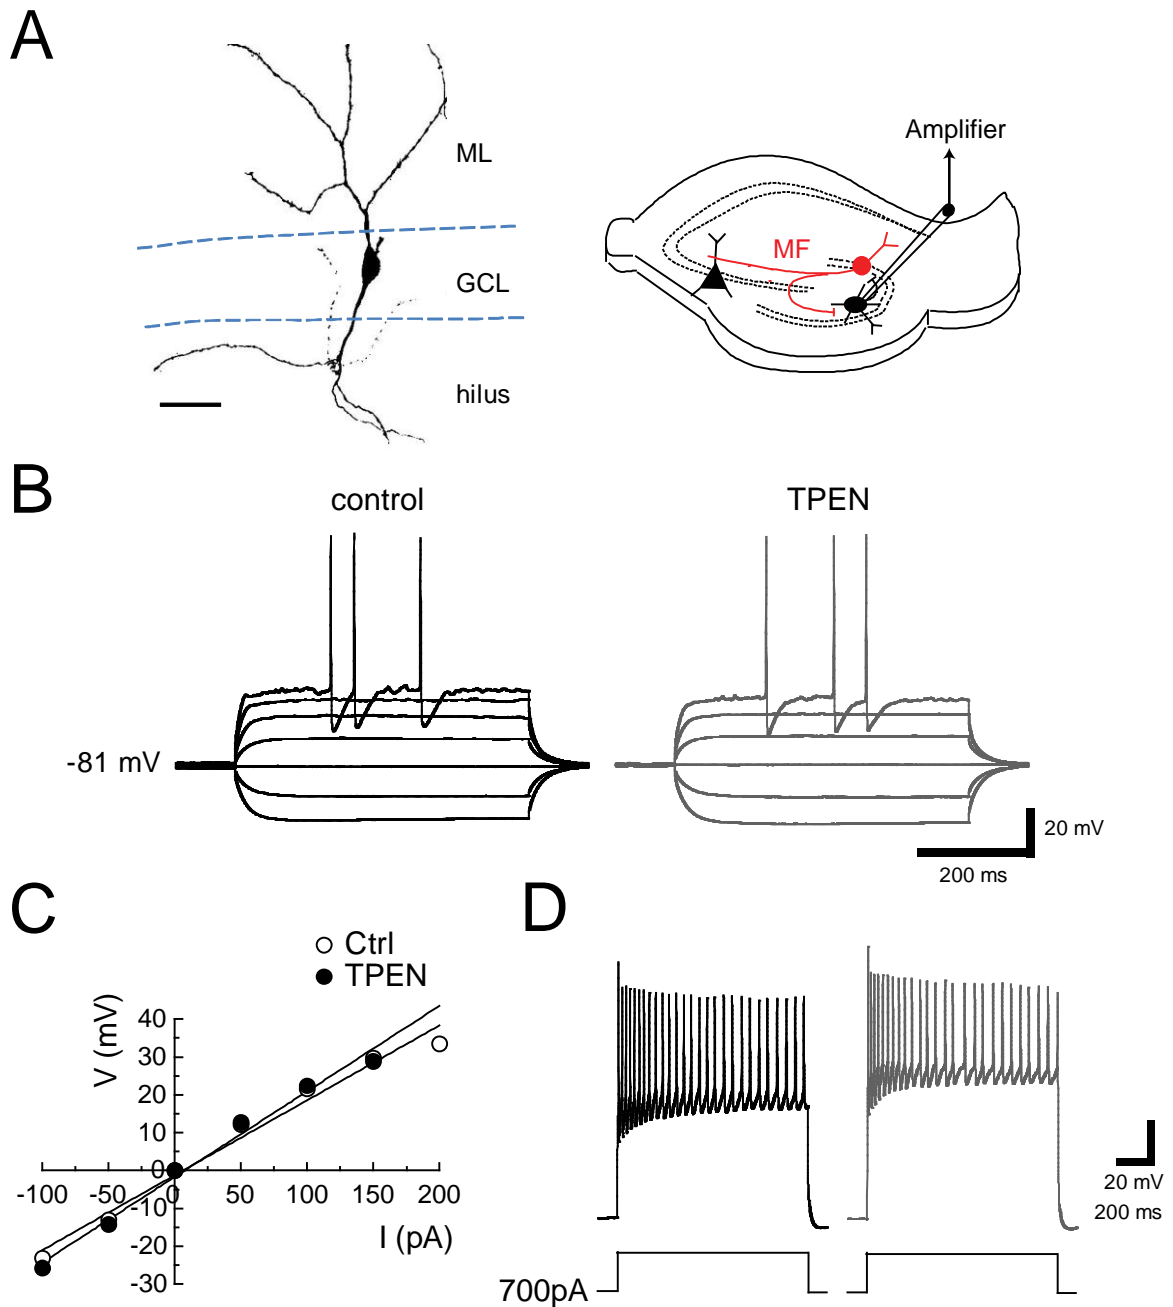 A
ML
GCL
hilus
Amplifier
MF
B
control
TPEN
-81 mV
20 mV
200 ms
C
Ctrl
TPEN
V (mV)
40
30
20
10
0
-10
-20
-30
-100
-50
0
50
100
150
200
I (pA)
D
20 mV
200 ms
700pA